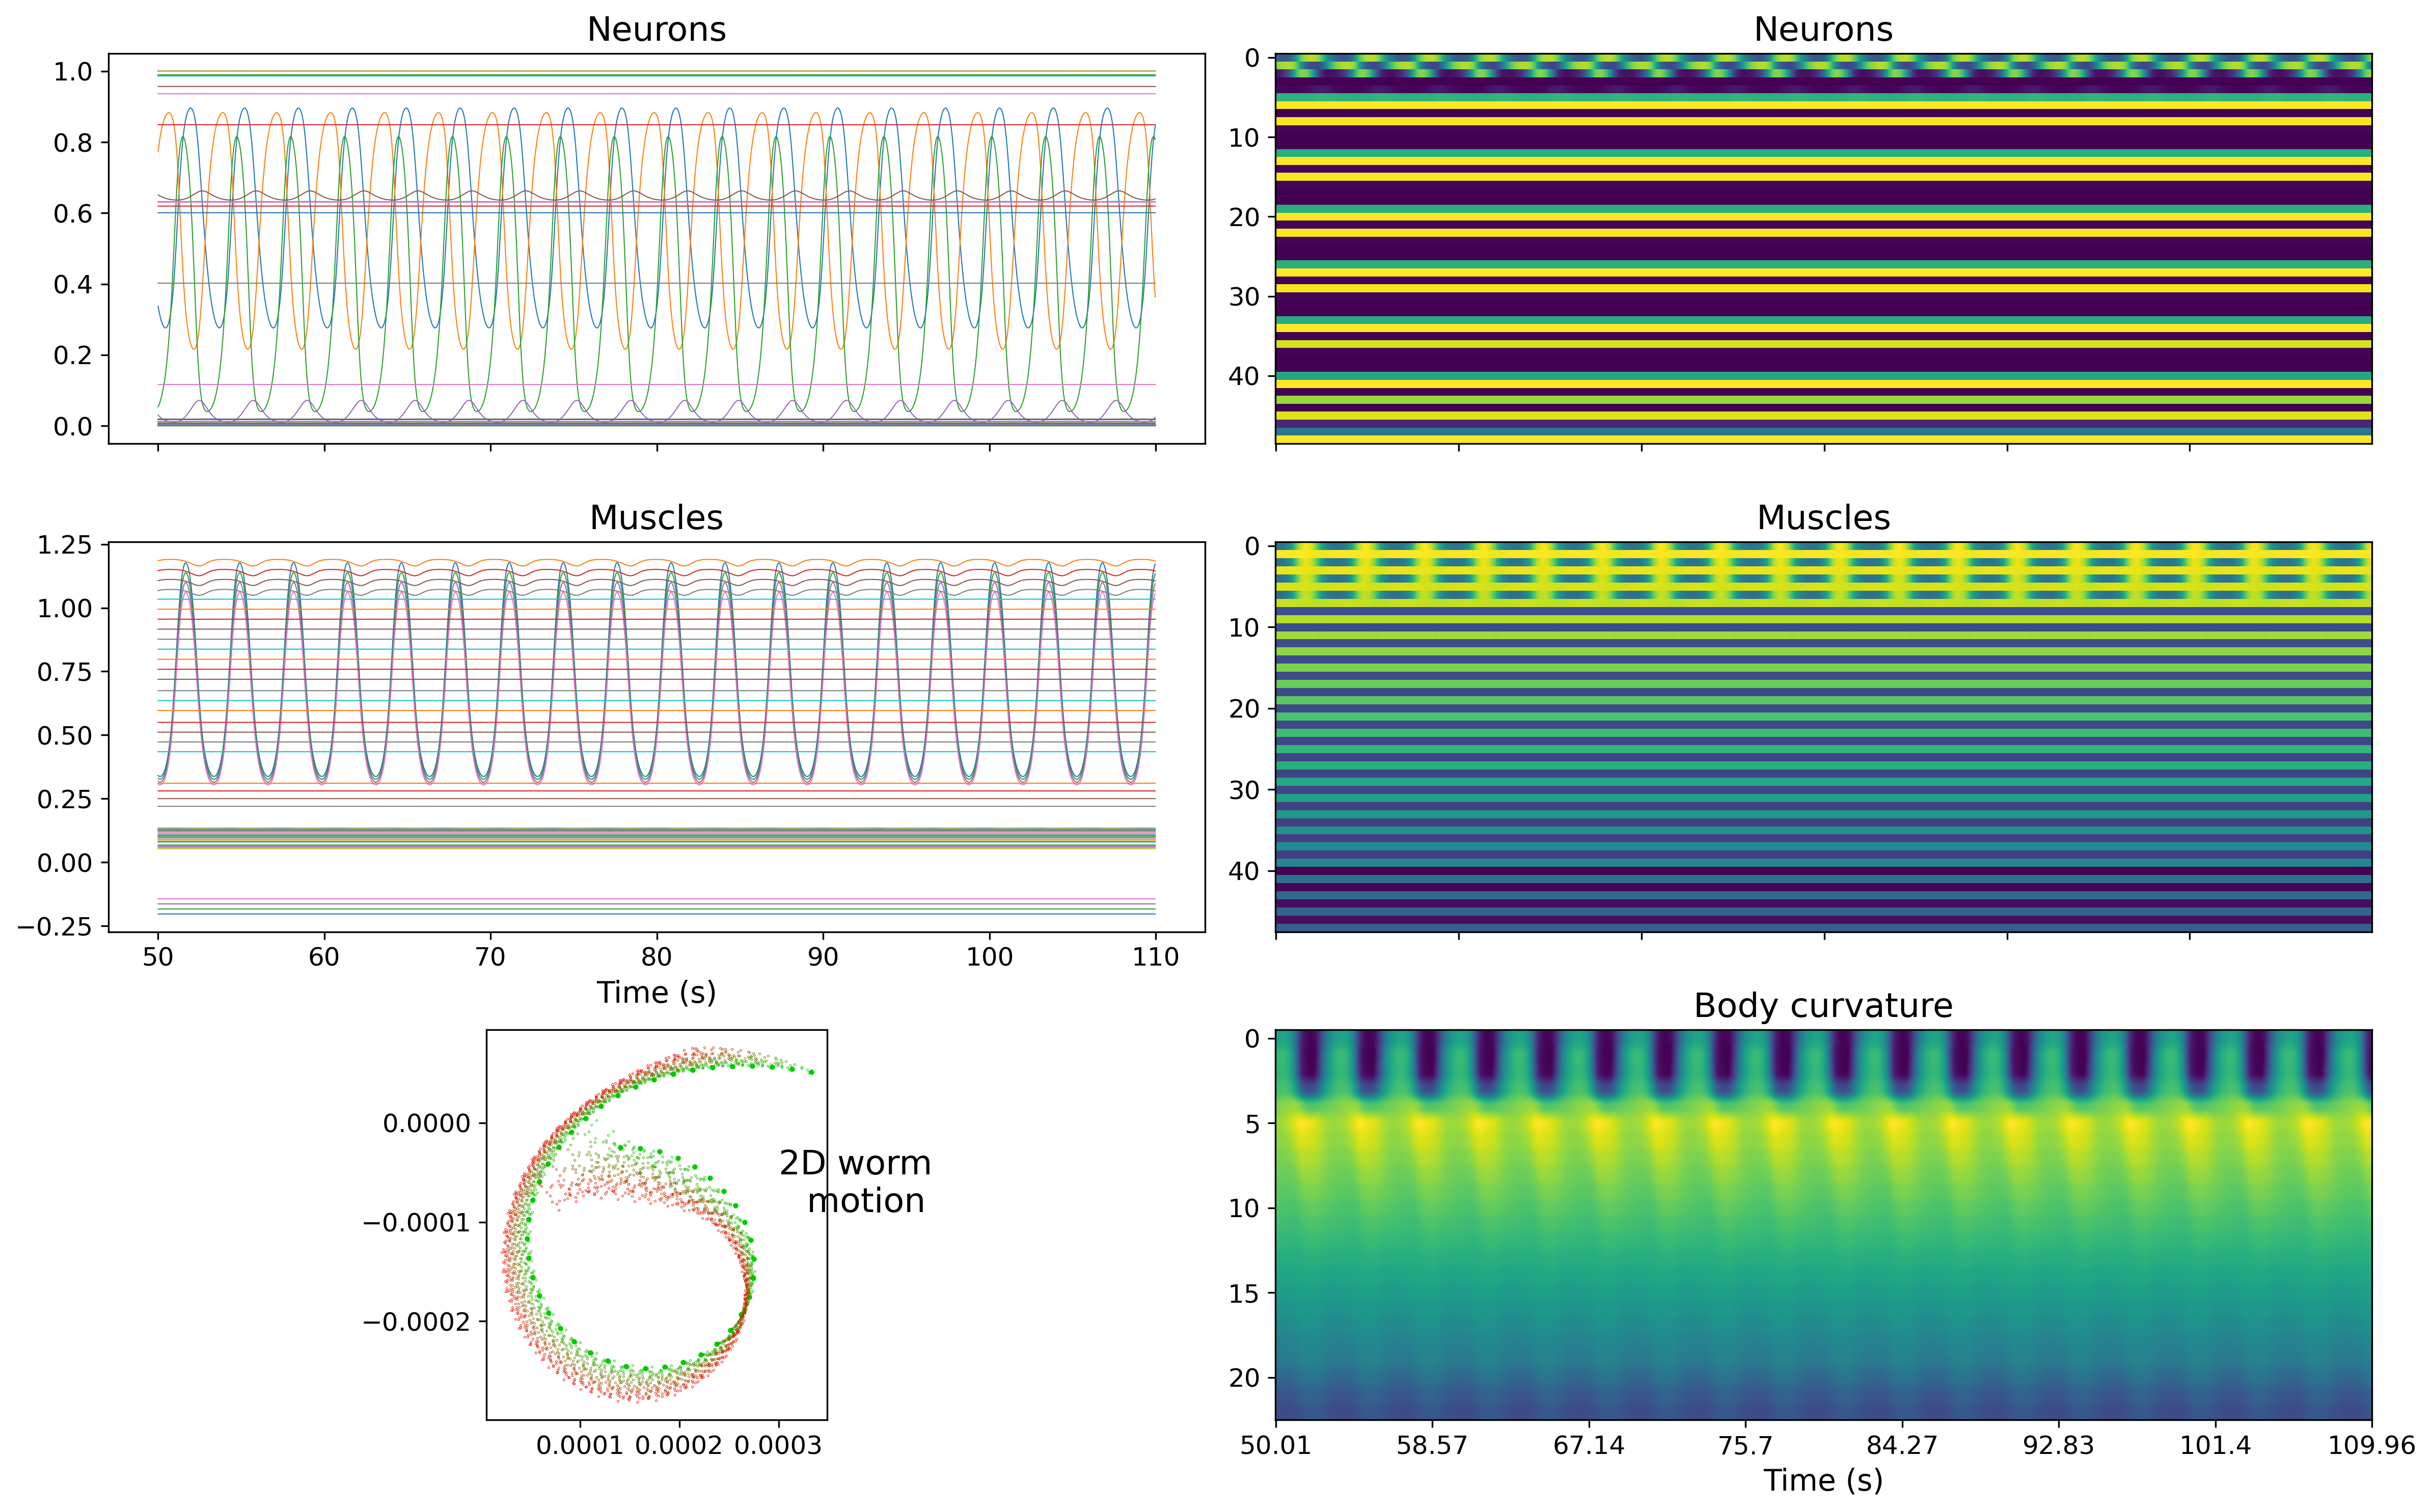 Neurons
1.0
0.8
0.6
0.4
0.2
0.0
Neurons
0
10
20
30
40
Muscles
1.25
1.00
0.75
0.50
0.25
0.00
−0.25
50 60 70 80 90 100 110
Time (s)
Muscles
0
10
20
30
40
2D worm
motion
0.0000
−0.0001
−0.0002
0.0001 0.0002 0.0003
Body curvature
0
5
10
15
20
50.01 58.57 67.14 75.7 84.27 92.83 101.4 109.96
Time (s)